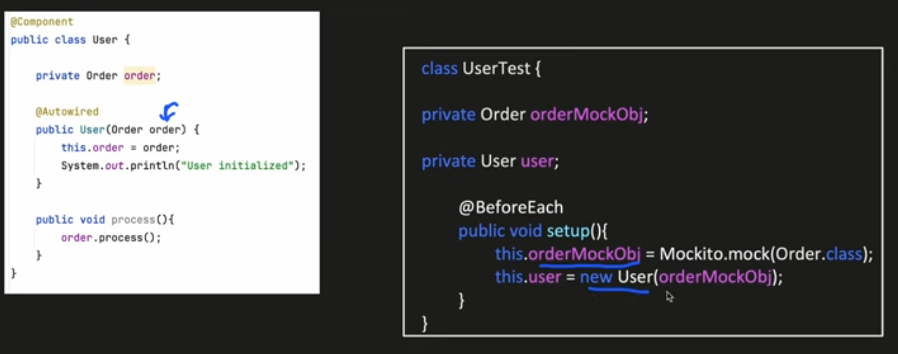 @Component
public class User {
private Order order;
@Autowired
public User(Order order) {
this.order = order;
System.out.println("User initialized");
}
public void process(){
order.process();
}
}
class UserTest {
private Order orderMockObj;
private User user;
@BeforeEach
public void setup(){
this.orderMockObj = Mockito.mock(Order.class);
this.user = new User(orderMockObj);
}
}